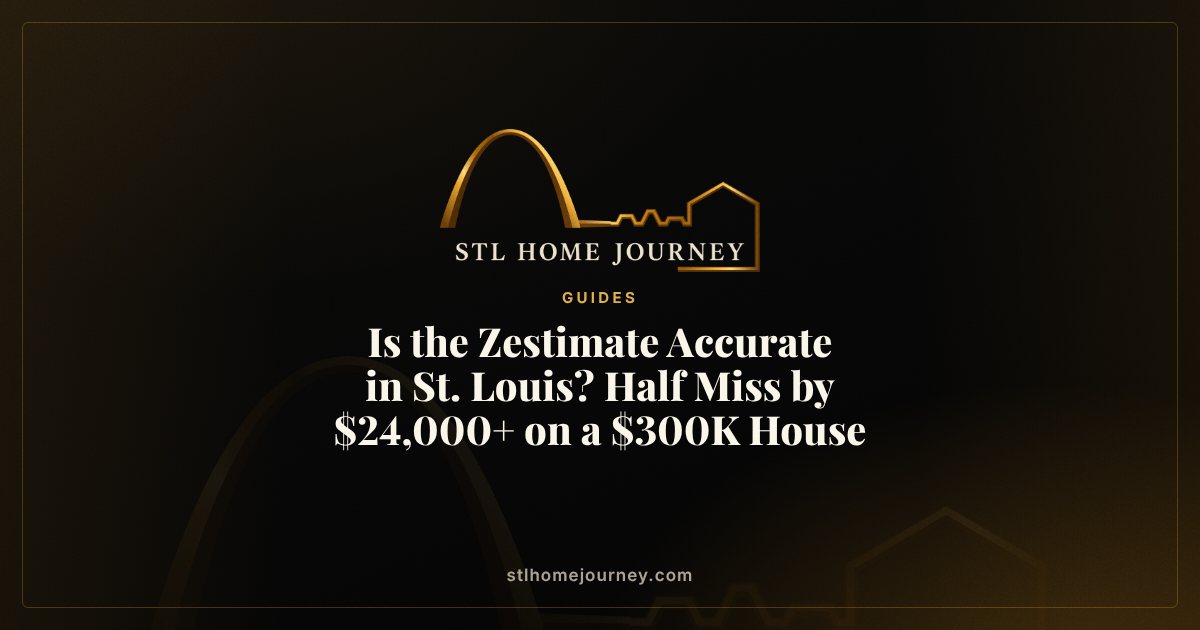 STL HOME JOURNEY
GUIDES
Is the Zestimate Accurate
in St. Louis? Half Miss by
$24,000+ on a $300K House
stlhomejourney.com